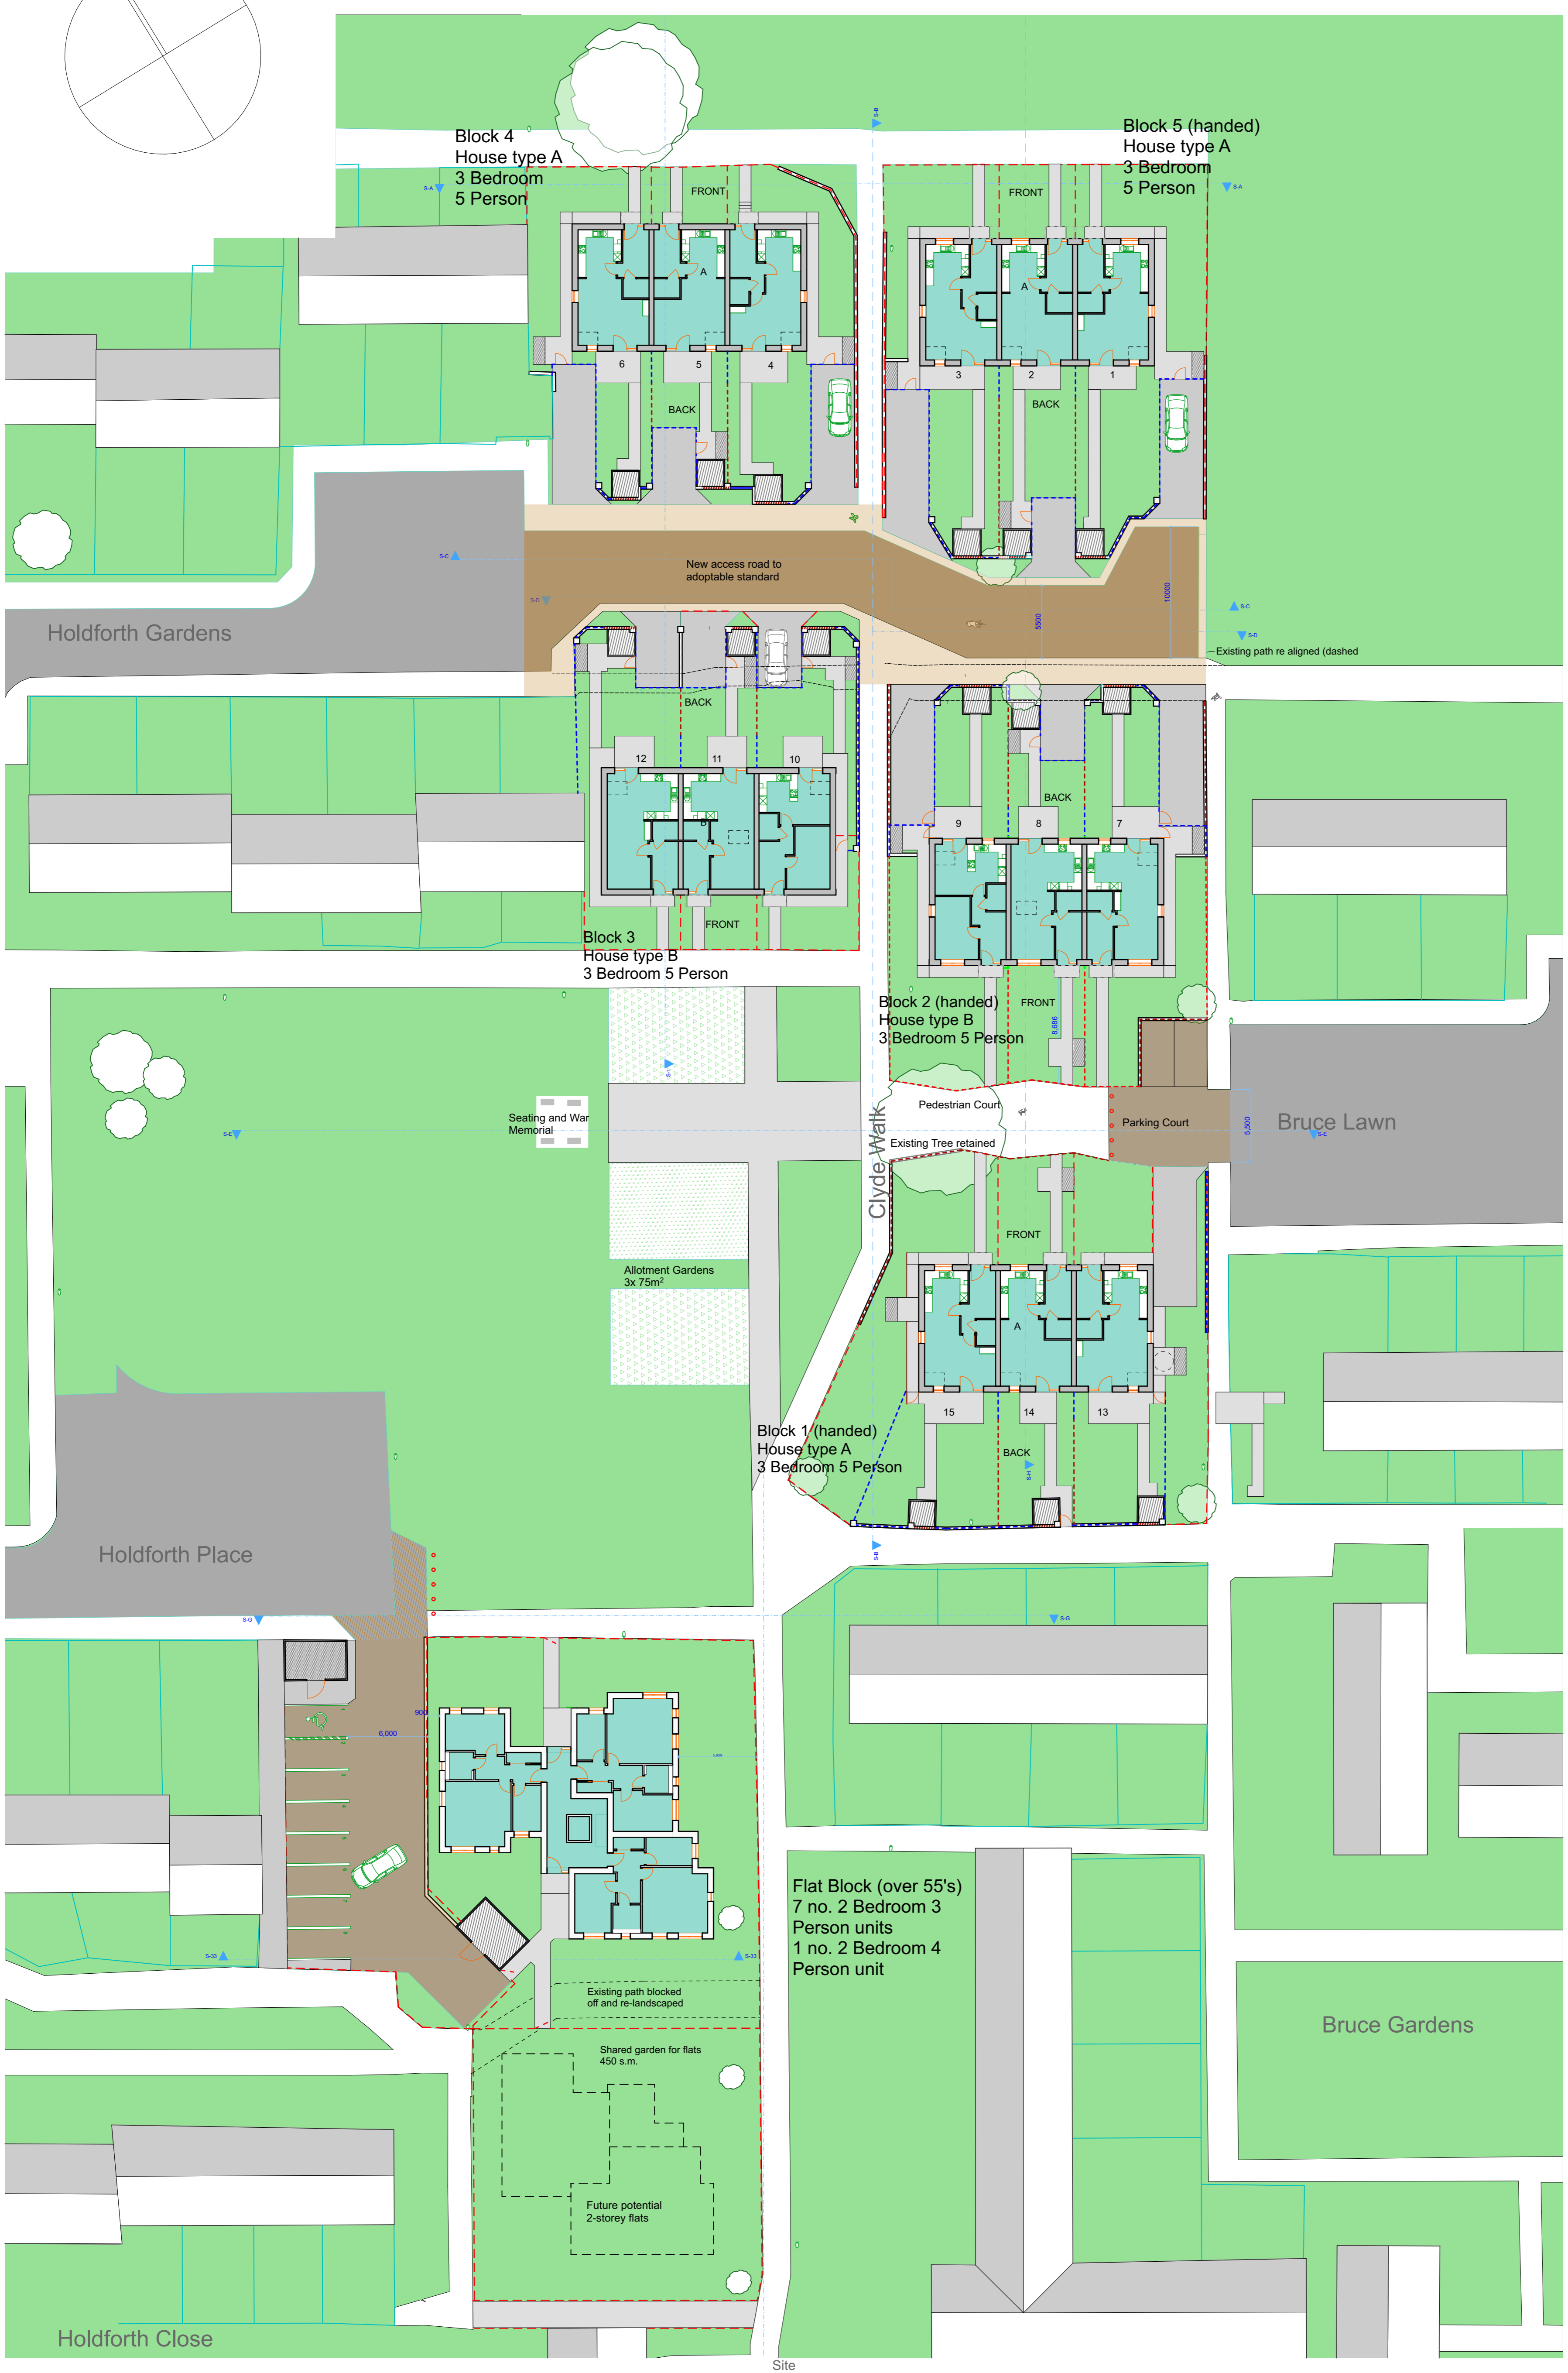 Block 4
House type A
3 Bedroom
5 Person
Block 5 (handed)
House type A
3 Bedroom
5 Person
S-B
S-A
S-A
FRONT
FRONT
A
A
6
5
4
3
2
1
BACK
BACK
S-C
New access road to
adoptable standard
S-D
10000
5500
S-C
S-D
Holdforth Gardens
Existing path re aligned (dashed
BACK
12
11
10
BACK
9
8
7
B
FRONT
Block 3
House type B
3 Bedroom 5 Person
Block 2 (handed)
House type B
3 Bedroom 5 Person
FRONT
8,686
S-I
Seating and War
Memorial
S-E
Pedestrian Court
Existing Tree retained
Clyde Walk
Parking Court
5,500
Bruce Lawn
S-E
FRONT
Allotment Gardens
3x 75m²
A
15
14
13
Block 1 (handed)
House type A
3 Bedroom 5 Person
BACK
S-H
S-B
Holdforth Place
S-G
S-G
900
6,000
Flat Block (over 55's)
7 no. 2 Bedroom 3
Person units
1 no. 2 Bedroom 4
Person unit
S-33
S-33
Existing path blocked
off and re-landscaped
Bruce Gardens
Shared garden for flats
450 s.m.
Future potential
2-storey flats
Holdforth Close
Site